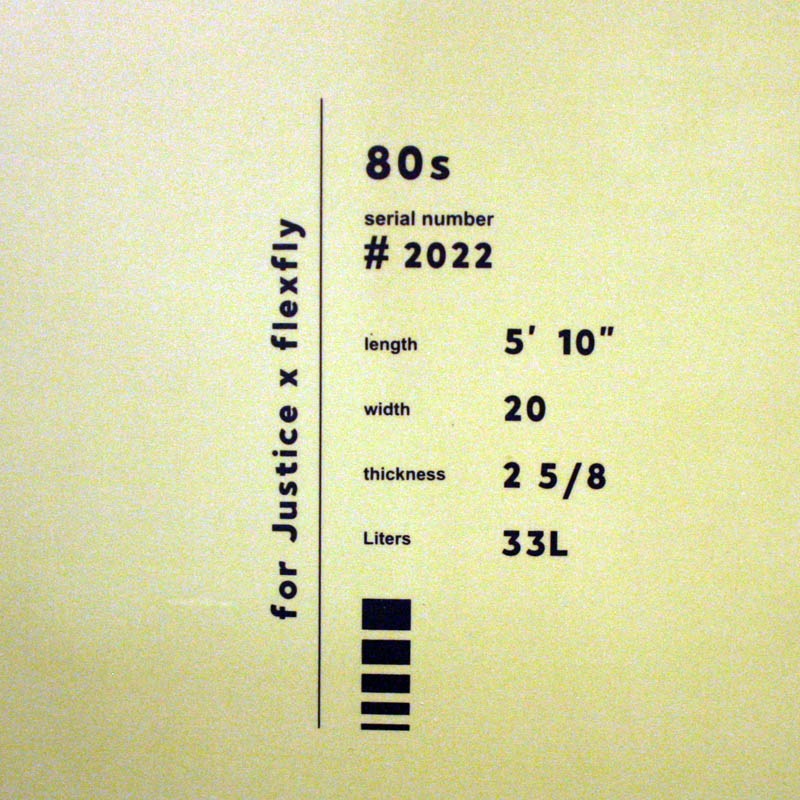 for Justice x flexfly
80s
serial number
# 2022
length 5' 10"
width 20
thickness 2 5/8
Liters 33L